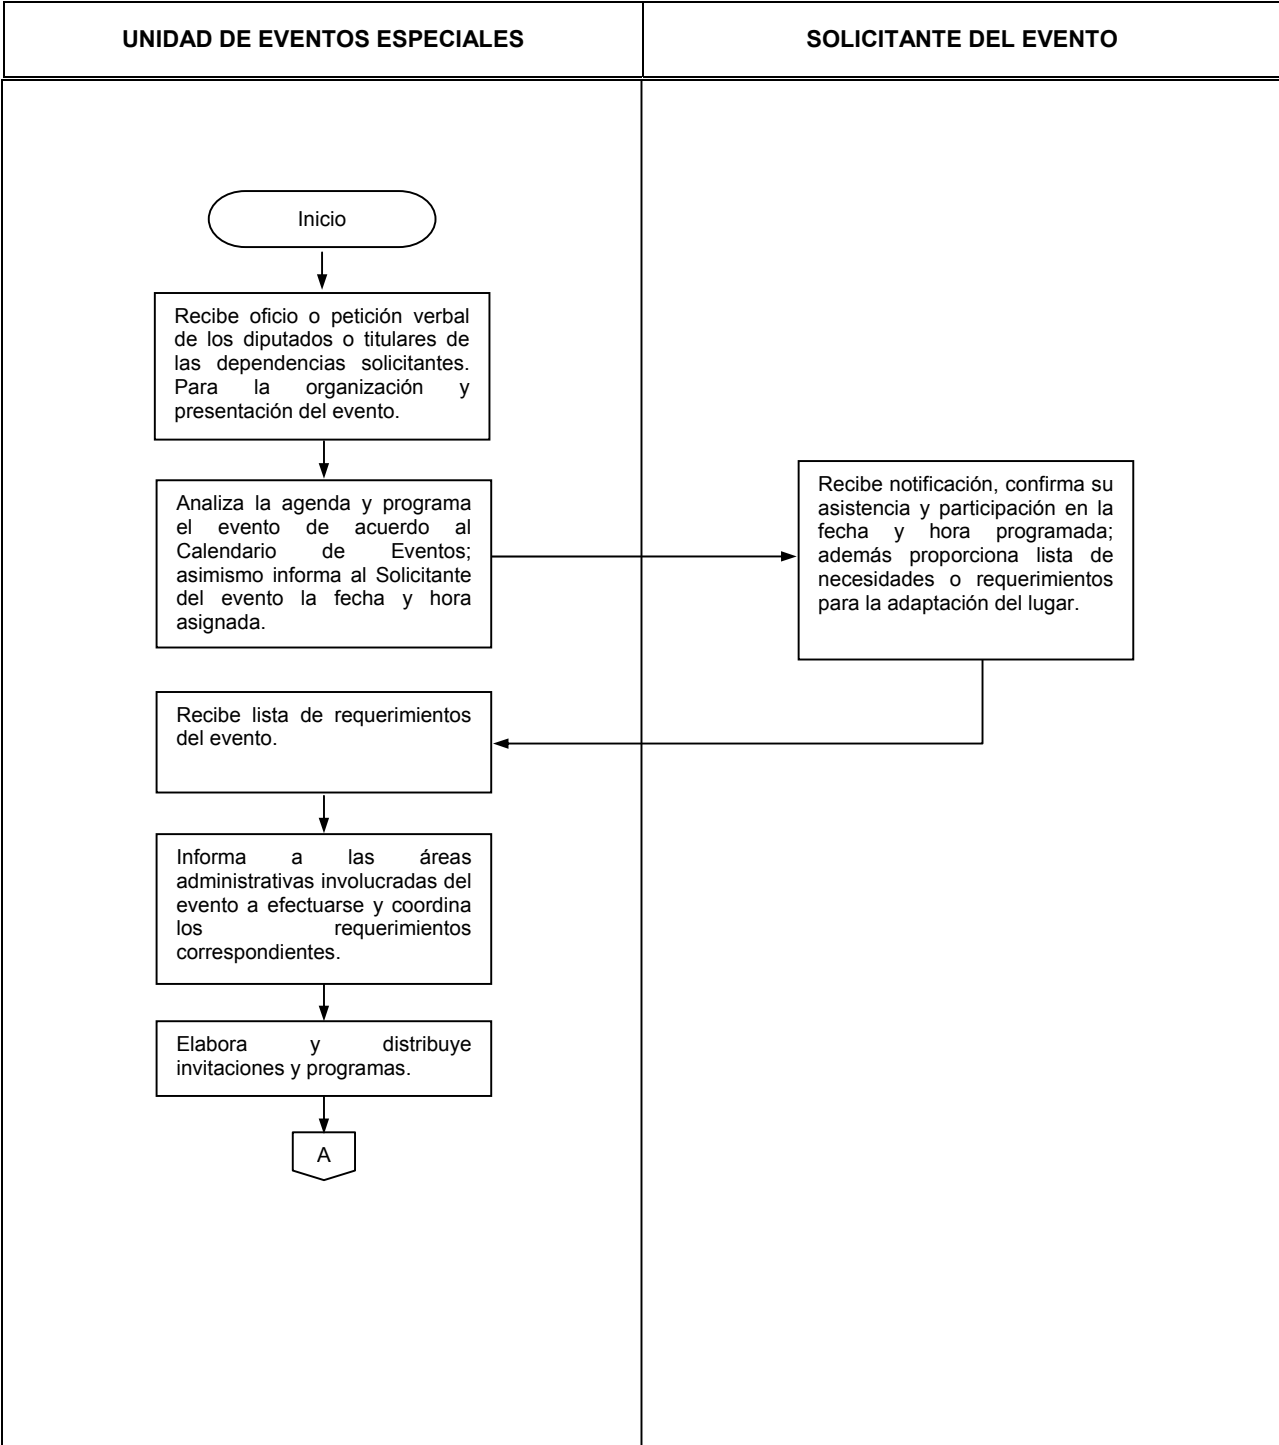 UNIDAD DE EVENTOS ESPECIALES
SOLICITANTE DEL EVENTO
Inicio
Recibe oficio o petición verbal
de los diputados o titulares de
las dependencias solicitantes.
Para la organización y
presentación del evento.
Analiza la agenda y programa
el evento de acuerdo al
Calendario de Eventos;
asimismo informa al Solicitante
del evento la fecha y hora
asignada.
Recibe notificación, confirma su
asistencia y participación en la
fecha y hora programada;
además proporciona lista de
necesidades o requerimientos
para la adaptación del lugar.
Recibe lista de requerimientos
del evento.
Informa a las áreas
administrativas involucradas del
evento a efectuarse y coordina
los requerimientos
correspondientes.
Elabora y distribuye
invitaciones y programas.
A